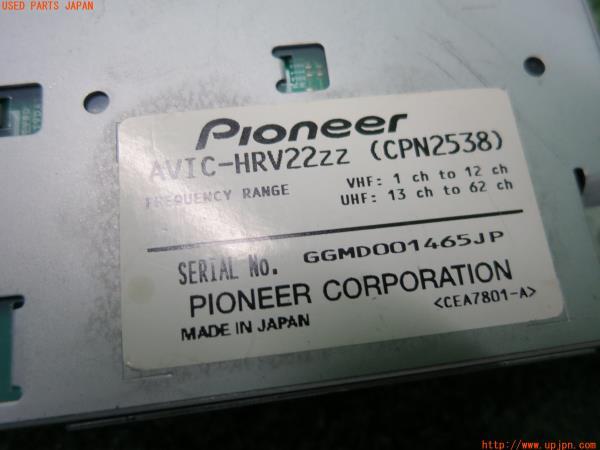 USED PARTS JAPAN
Pioneer
AVIC-HRV22zz (CPN2538)
FREQUENCY RANGE VHF: 1 ch to 12 ch
UHF: 13 ch to 62 ch
SERIAL No. GGMD001465JP
PIONEER CORPORATION
MADE IN JAPAN <CEA7801-A>
http://www.upjpn.com/